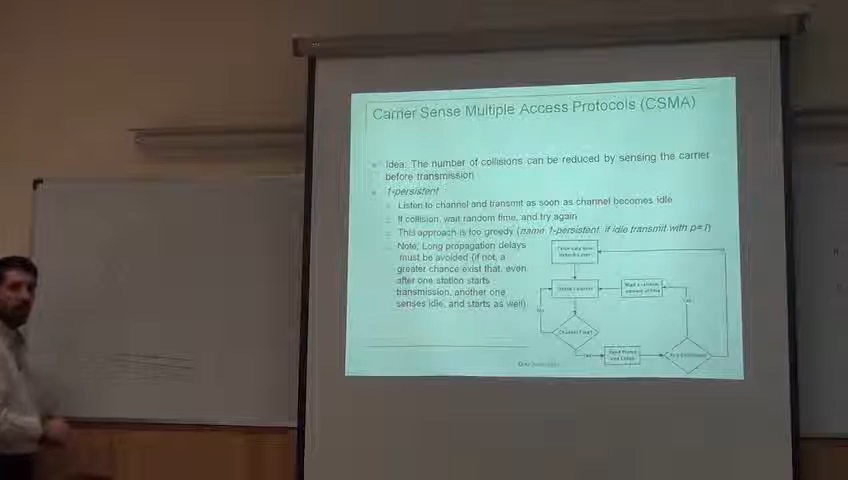 Carrier Sense Multiple Access Protocols (CSMA)
Idea: The number of collisions can be reduced by sensing the carrier
before transmission
1-persistent
Listen to channel and transmit as soon as channel becomes idle
If collision, wait random time, and try again
This approach is too greedy (name 1-persistent, if idle transmit with p=1)
Note: Long propagation delays
must be avoided (if not, a
greater chance exist that, even
after one station starts
transmission, another one
senses idle, and starts as well)
Channel Free?
Yes